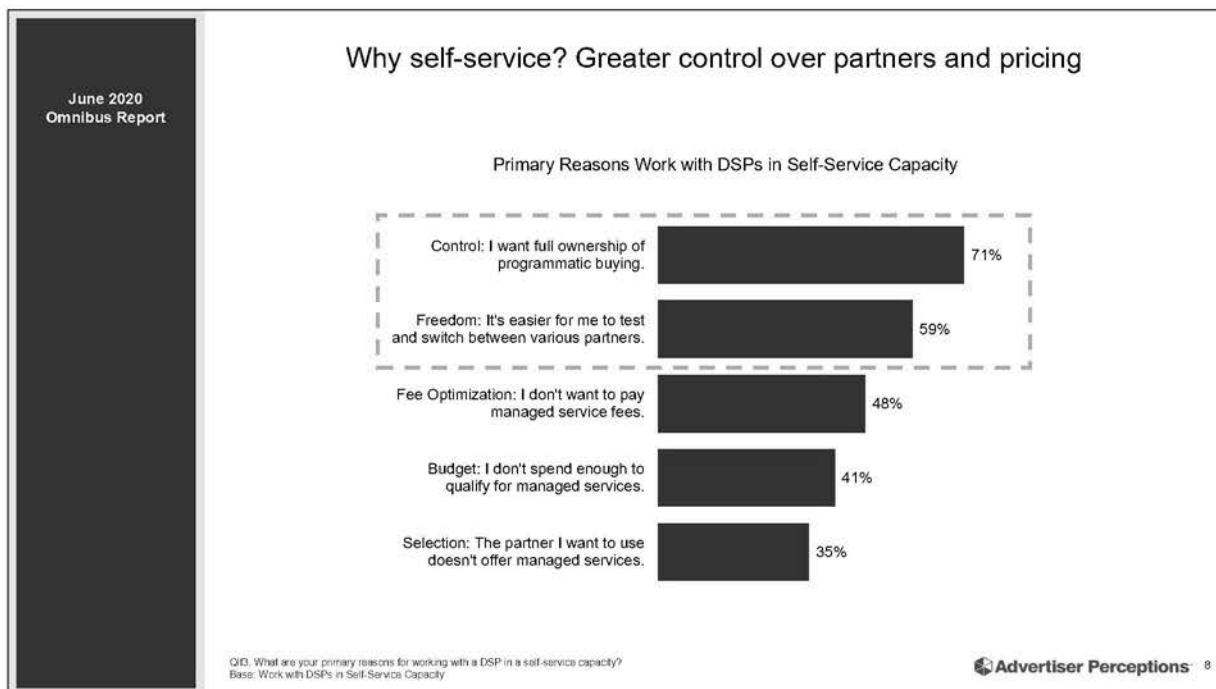 June 2020
Omnibus Report
Why self-service? Greater control over partners and pricing
Primary Reasons Work with DSPs in Self-Service Capacity
Control: I want full ownership of
programmatic buying.
71%
Freedom: It's easier for me to test
and switch between various partners.
59%
Fee Optimization: I don't want to pay
managed service fees.
48%
Budget: I don't spend enough to
qualify for managed services.
41%
Selection: The partner I want to use
doesn't offer managed services.
35%
What are your primary reasons for working with a DSP in a self-service capacity?
Base: Work with DSPs in Self-Service Capacity
Advertiser Perceptions
8